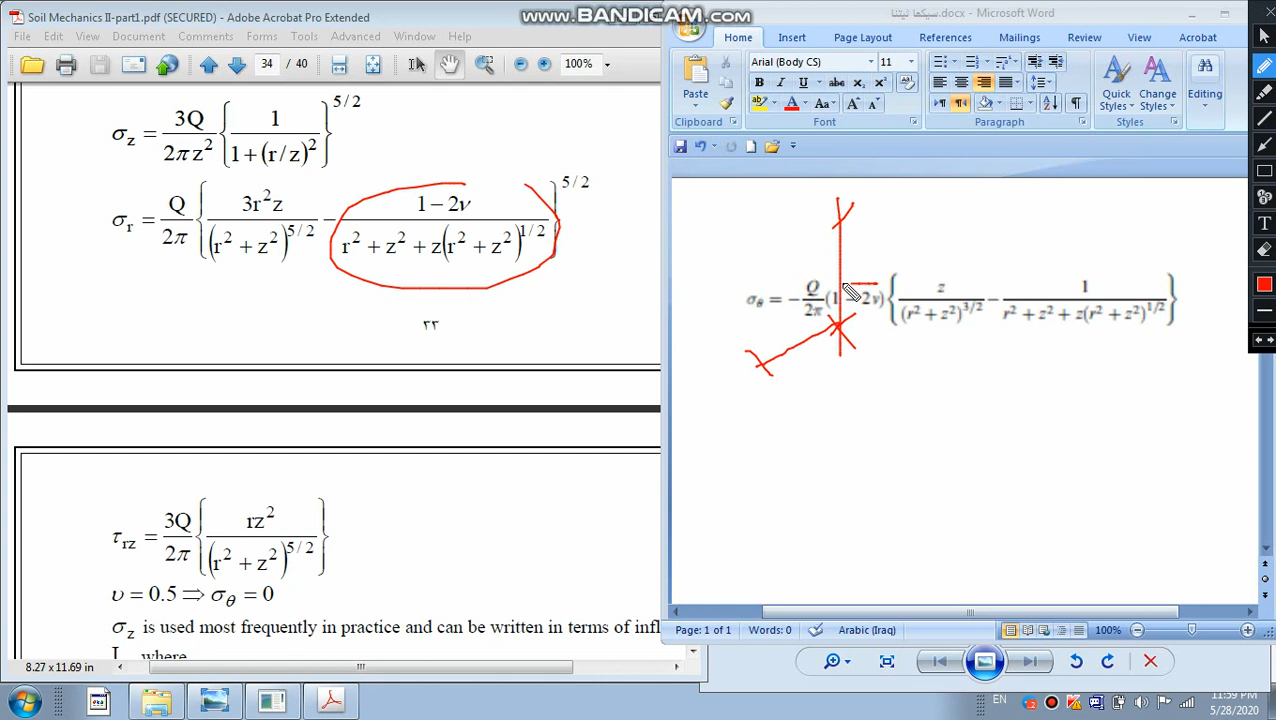 Soil Mechanics II-part1.pdf (SECURED) - Adobe Acrobat Pro Extended
www.BANDICAM.com
سيكما ثيتا.docx - Microsoft Word
File Edit View Document Comments Forms Tools Advanced Window Help
34 / 40 100%
Home Insert Page Layout References Mailings Review View Acrobat
Paste
Clipboard
Arial (Body CS) 11
Font
Paragraph
Quick Styles
Change Styles
Styles
Editing
σz = 3Q / 2πz² { 1 / 1+(r/z)² }^5/2
σr = Q / 2π { 3r²z / (r² + z²)^5/2 − 1−2ν / r² + z² + z(r² + z²)^1/2 }^5/2
٣٣
σθ = − Q / 2π (1 − 2ν) { z / (r² + z²)^3/2 − 1 / r² + z² + z(r² + z²)^1/2 }
τrz = 3Q / 2π { rz² / (r² + z²)^5/2 }
υ = 0.5 ⇒ σθ = 0
σz is used most frequently in practice and can be written in terms of infl
I where
8.27 x 11.69 in
Page: 1 of 1 Words: 0 Arabic (Iraq) 100%
EN
11:59 PM
5/28/2020